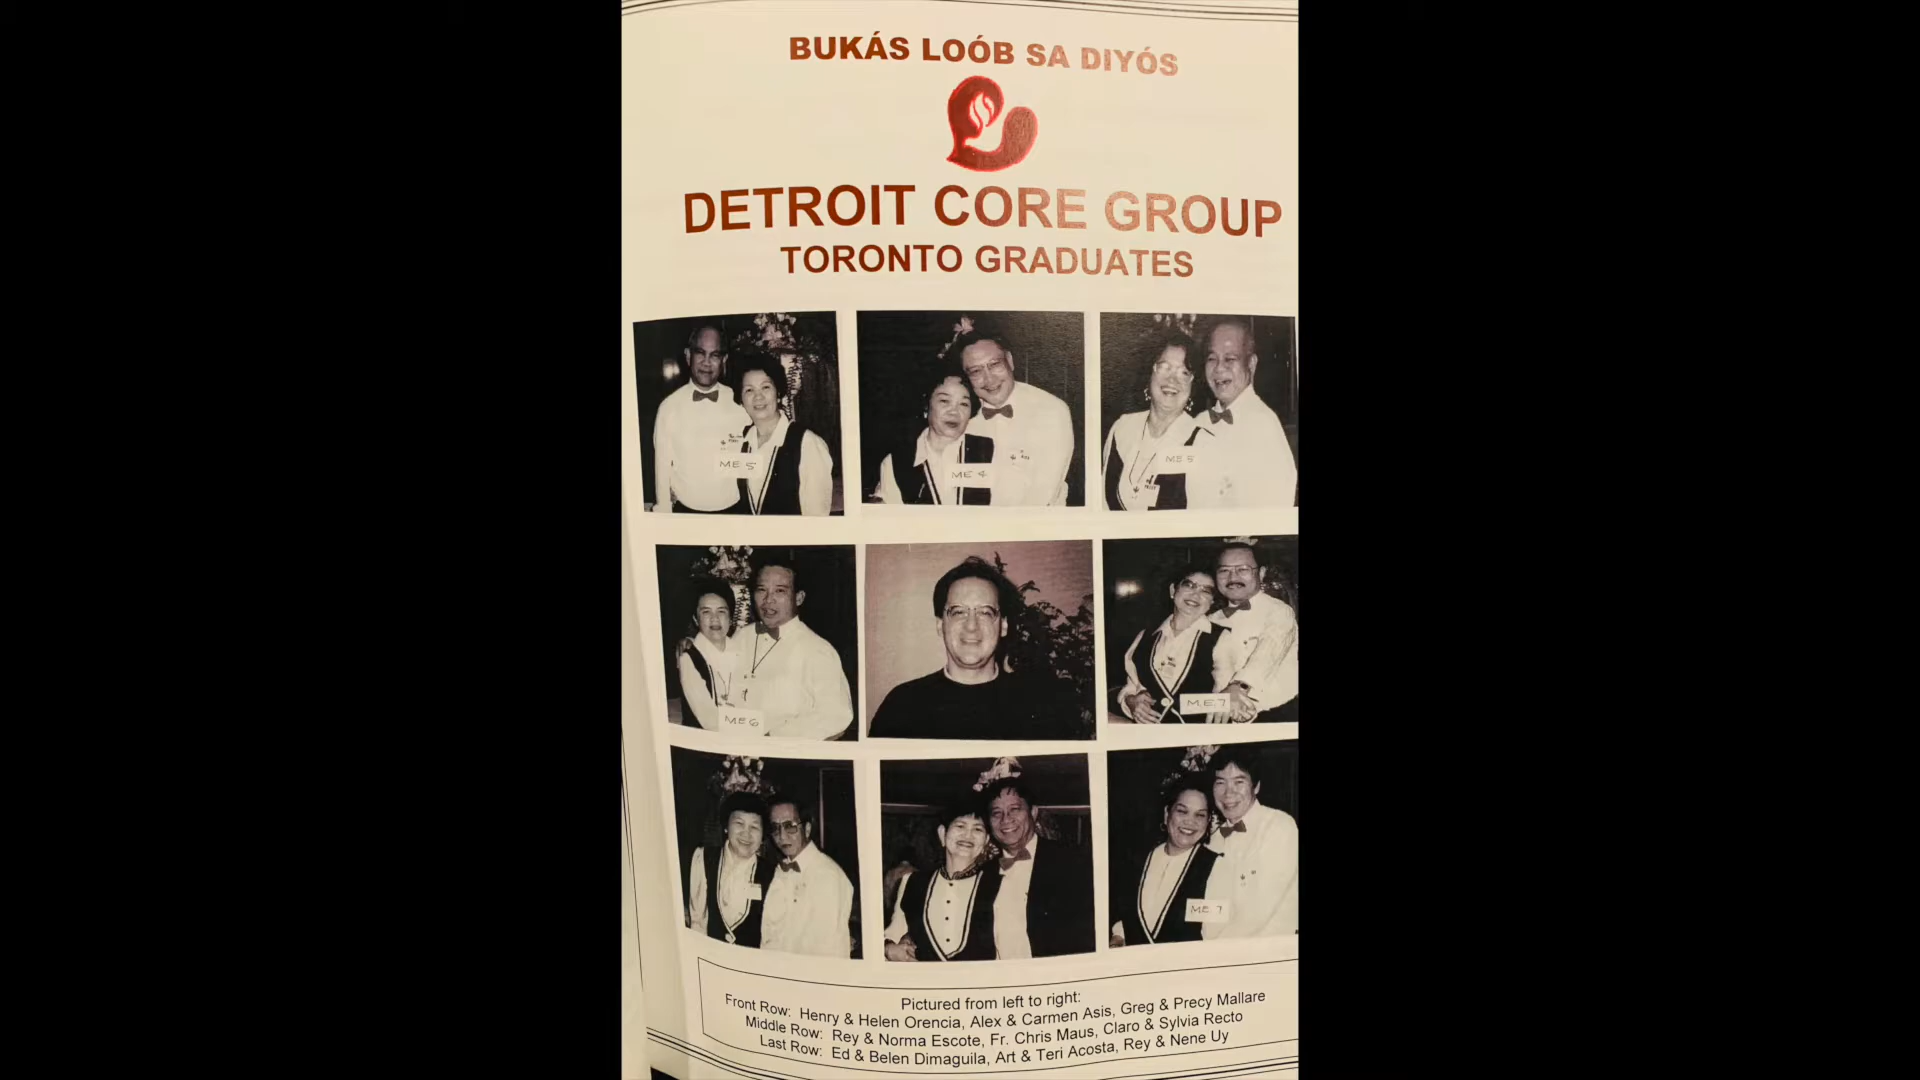 BUKÁS LOÓB SA DIYÓS
DETROIT CORE GROUP
TORONTO GRADUATES
ME 5
ME 4
ME 5
ME 6
M.E. 7
ME. 7
Pictured from left to right:
Front Row: Henry & Helen Orencia, Alex & Carmen Asis, Greg & Precy Mallare
Middle Row: Rey & Norma Escote, Fr. Chris Maus, Claro & Sylvia Recto
Last Row: Ed & Belen Dimaguila, Art & Teri Acosta, Rey & Nene Uy